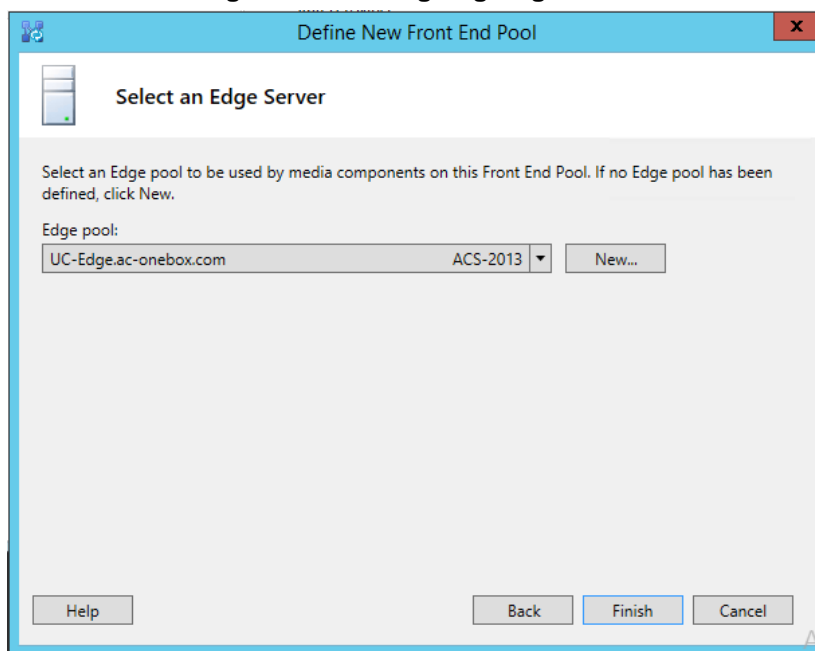 Define New Front End Pool
x
Select an Edge Server
Select an Edge pool to be used by media components on this Front End Pool. If no Edge pool has been
defined, click New.
Edge pool:
UC-Edge.ac-onebox.com ACS-2013 New...
Help Back Finish Cancel